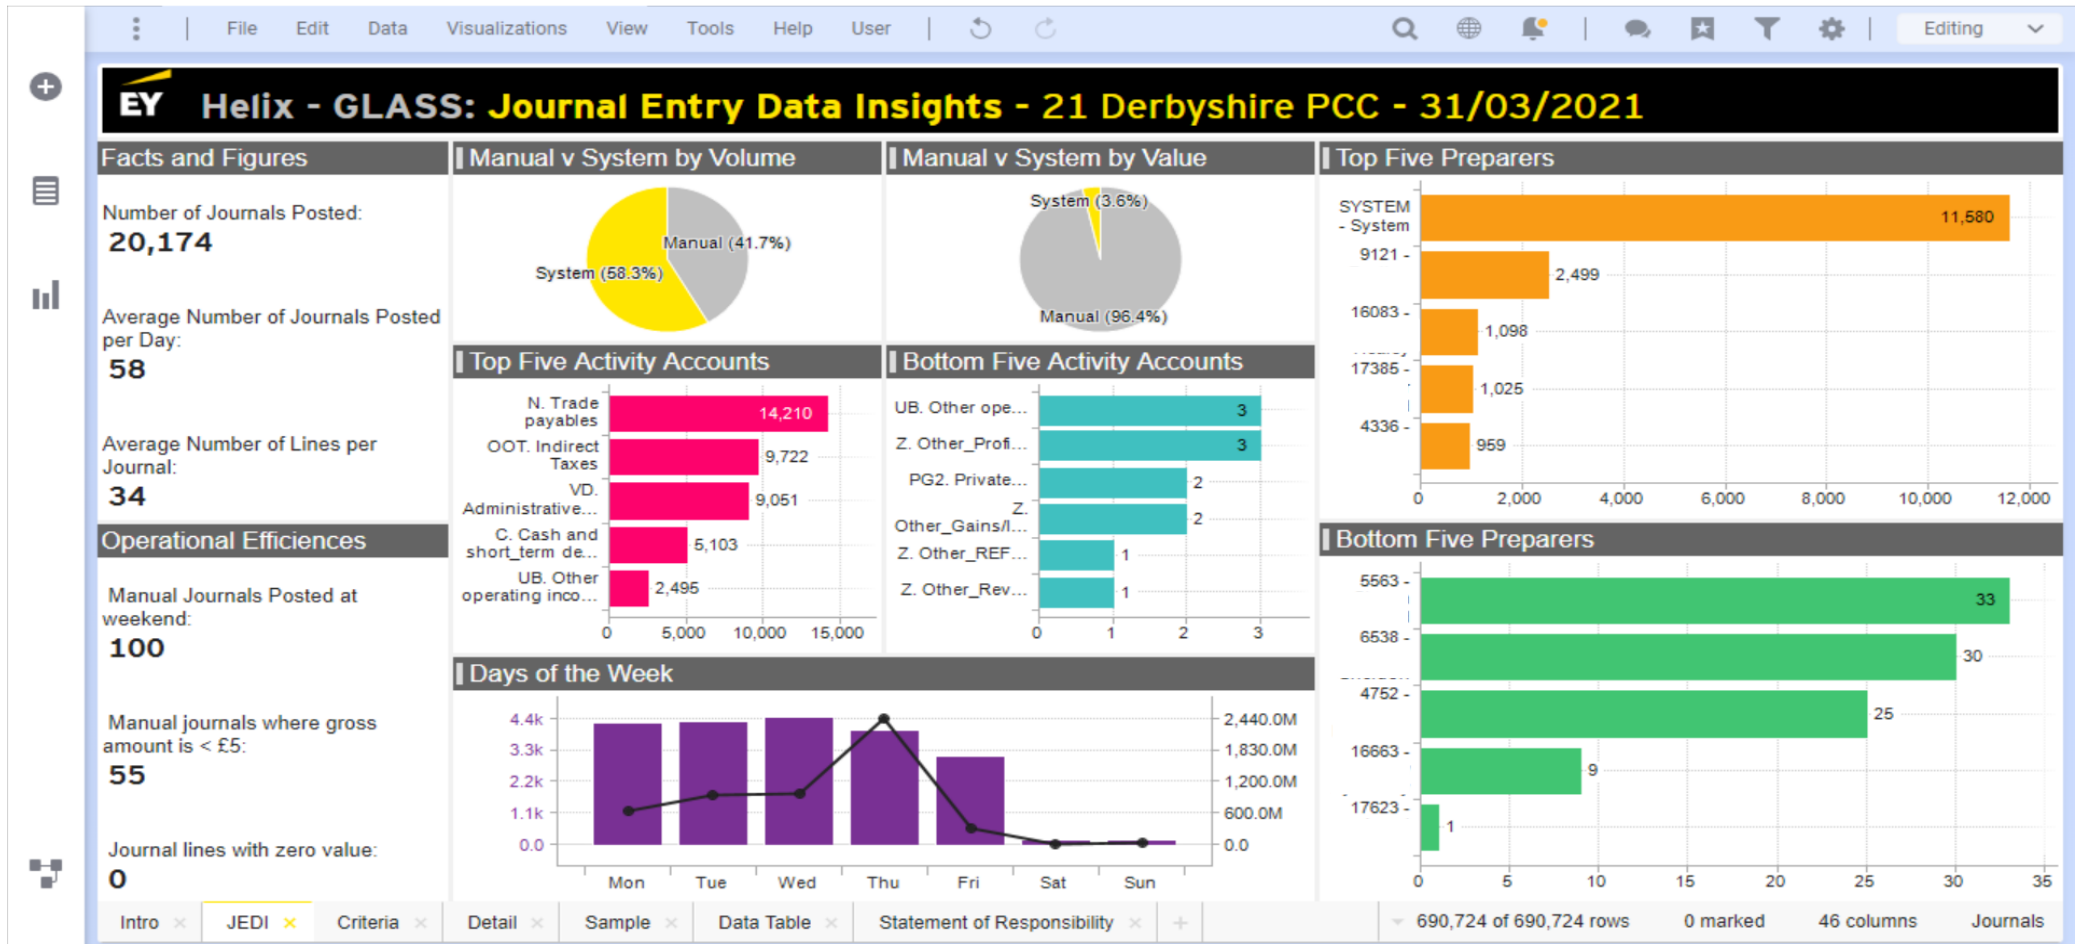 File Edit Data Visualizations View Tools Help User Editing
EY Helix - GLASS: Journal Entry Data Insights - 21 Derbyshire PCC - 31/03/2021
Facts and Figures
Number of Journals Posted:
20,174
Average Number of Journals Posted
per Day:
58
Average Number of Lines per
Journal:
34
Operational Efficiences
Manual Journals Posted at
weekend:
100
Manual journals where gross
amount is < £5:
55
Journal lines with zero value:
0
Manual v System by Volume
Manual (41.7%)
System (58.3%)
Manual v System by Value
System (3.6%)
Manual (96.4%)
Top Five Activity Accounts
N. Trade
payables
14,210
OOT. Indirect
Taxes
9,722
VD.
Administrative...
9,051
C. Cash and
short_term de...
5,103
UB. Other
operating inco...
2,495
0 5,000 10,000 15,000
Bottom Five Activity Accounts
UB. Other ope...
3
Z. Other_Profi...
3
PG2. Private...
2
Z.
Other_Gains/l...
2
Z. Other_REF...
1
Z. Other_Rev...
1
0 1 2 3
Days of the Week
4.4k 2,440.0M
3.3k 1,830.0M
2.2k 1,200.0M
1.1k 600.0M
0.0 0.0
Mon Tue Wed Thu Fri Sat Sun
Top Five Preparers
SYSTEM
- System
11,580
9121 -
2,499
16083 -
1,098
17385 -
1,025
4336 -
959
0 2,000 4,000 6,000 8,000 10,000 12,000
Bottom Five Preparers
5563 -
33
6538 -
30
4752 -
25
16663 -
9
17623 -
1
0 5 10 15 20 25 30 35
Intro JEDI Criteria Detail Sample Data Table Statement of Responsibility
690,724 of 690,724 rows 0 marked 46 columns Journals